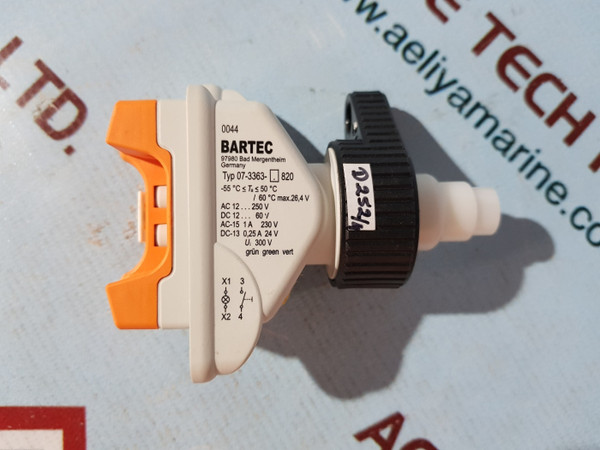 0044
BARTEC
97980 Bad Mergentheim
Germany
Typ 07-3363- 820
-55 °C ≤ Ta ≤ 50 °C
/ 60 °C max.26,4 V
AC 12... 250 V
DC 12... 60 V
AC-15 1 A 230 V
DC-13 0,25 A 24 V
Ui 300 V
grün green vert
X1 3
X2 4
LTD.
E TECH
www.aeliyamarine.com